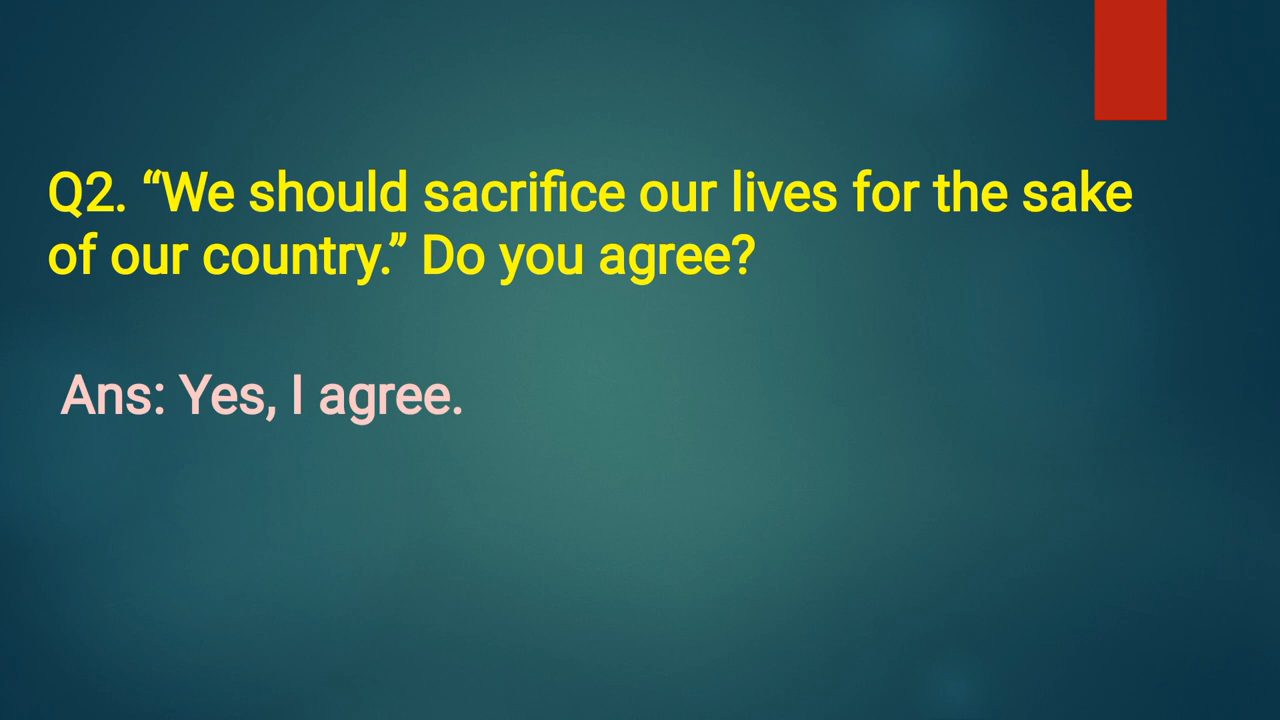 Q2. “We should sacrifice our lives for the sake
of our country.” Do you agree?
Ans: Yes, I agree.